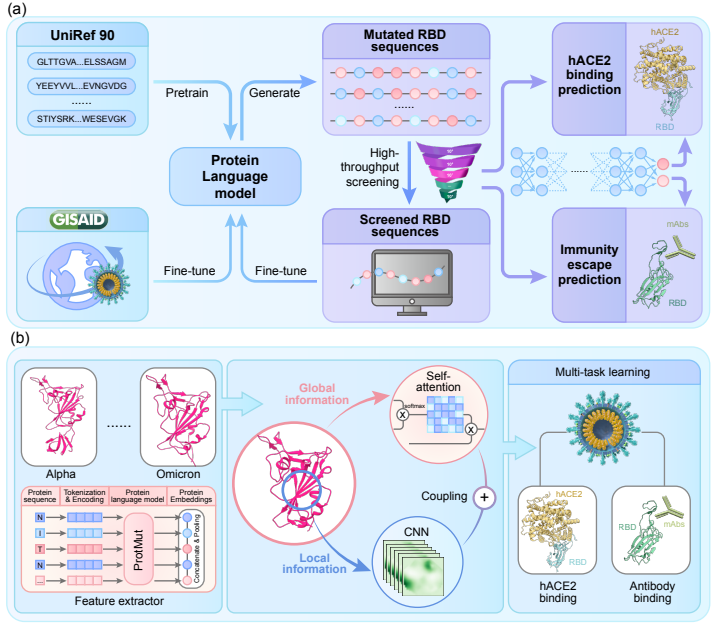 (a)
UniRef 90
GLTTGVA...ELSSAGM
YEEYVVL...EVNGVDG
......
STIYSRK...WESEVGK
Pretrain
Generate
Mutated RBD
sequences
......
hACE2
binding
prediction
hACE2
RBD
Protein
Language
model
High-
throughput
screening
......
GISAID
Fine-tune
Fine-tune
Screened RBD
sequences
Immunity
escape
prediction
mAbs
RBD
(b)
Alpha
......
Omicron
Protein
sequence
Tokenization
& Encoding
Protein
language model
Protein
Embeddings
N
I
T
N
...
ProtMut
Concatenate & Pooling
Feature extractor
Global
information
Local
information
Self-
attention
softmax
X
X
Coupling
+
CNN
Multi-task learning
hACE2
RBD
hACE2
binding
RBD
mAbs
Antibody
binding